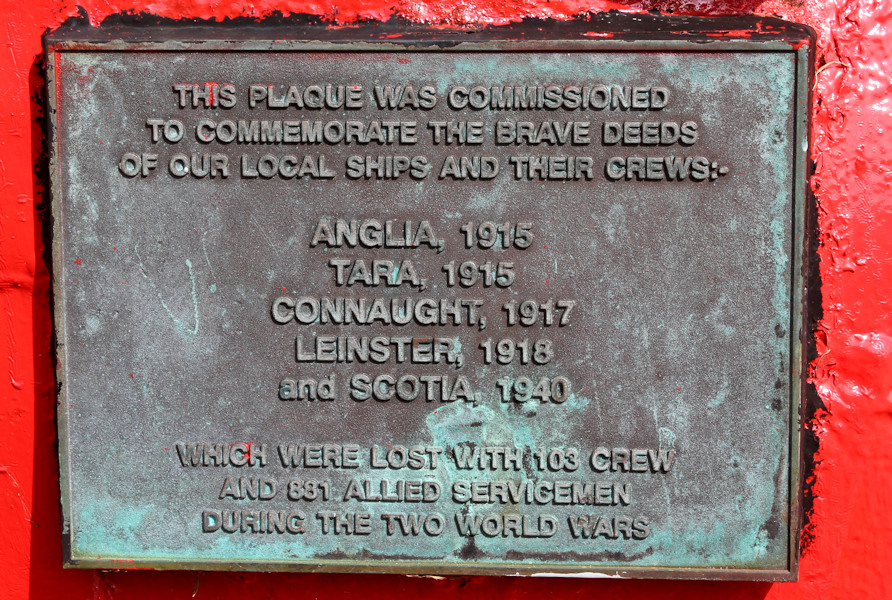 THIS PLAQUE WAS COMMISSIONED
TO COMMEMORATE THE BRAVE DEEDS
OF OUR LOCAL SHIPS AND THEIR CREWS:-
ANGLIA, 1915
TARA, 1915
CONNAUGHT, 1917
LEINSTER, 1918
and SCOTIA, 1940
WHICH WERE LOST WITH 103 CREW
AND 831 ALLIED SERVICEMEN
DURING THE TWO WORLD WARS